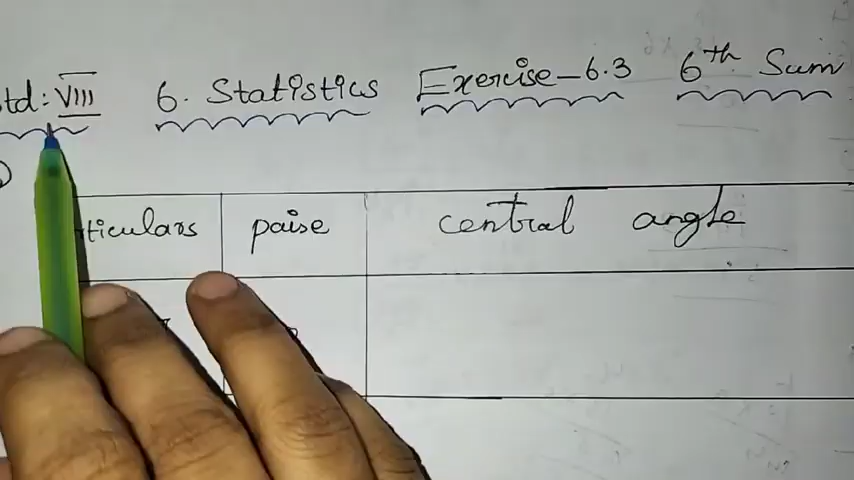 td: VIII 6. Statistics Exercise-6.3 6th Sum
ticulars paise central angle